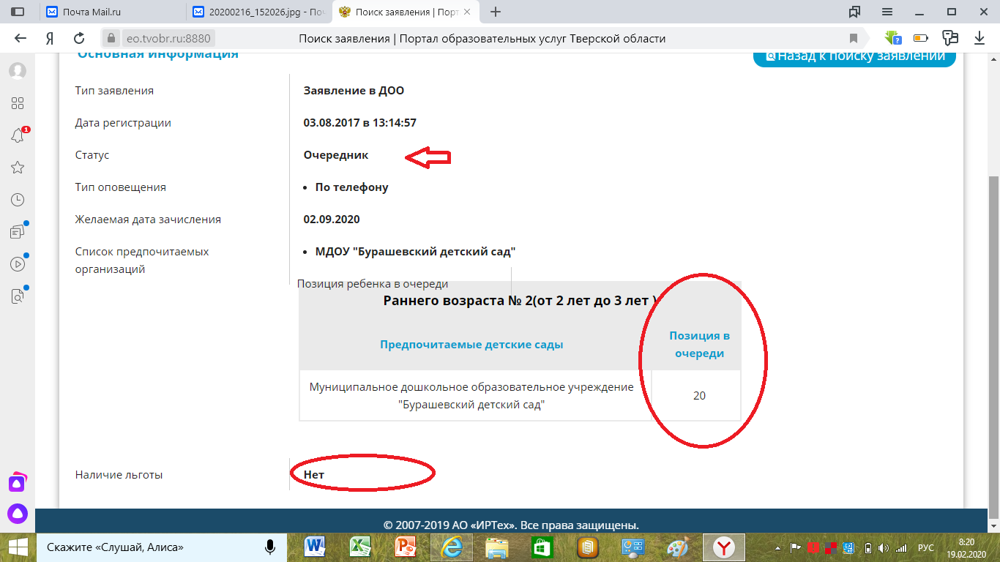 Почта Mail.ru
20200216_152026.jpg - Поч
Поиск заявления | Порт
Я
eo.tvobr.ru:8880
Поиск заявления | Портал образовательных услуг Тверской области
Основная информация
Назад к поиску заявлений
Тип заявления
Заявление в ДОО
Дата регистрации
03.08.2017 в 13:14:57
Статус
Очередник
Тип оповещения
• По телефону
Желаемая дата зачисления
02.09.2020
Список предпочитаемых
организаций
• МДОУ "Бурашевский детский сад"
Позиция ребенка в очереди
Раннего возраста № 2(от 2 лет до 3 лет )
Предпочитаемые детские сады
Позиция в
очереди
Муниципальное дошкольное образовательное учреждение
"Бурашевский детский сад"
20
Наличие льготы
Нет
© 2007-2019 АО «ИРТех». Все права защищены.
Скажите «Слушай, Алиса»
РУС
8:20
19.02.2020